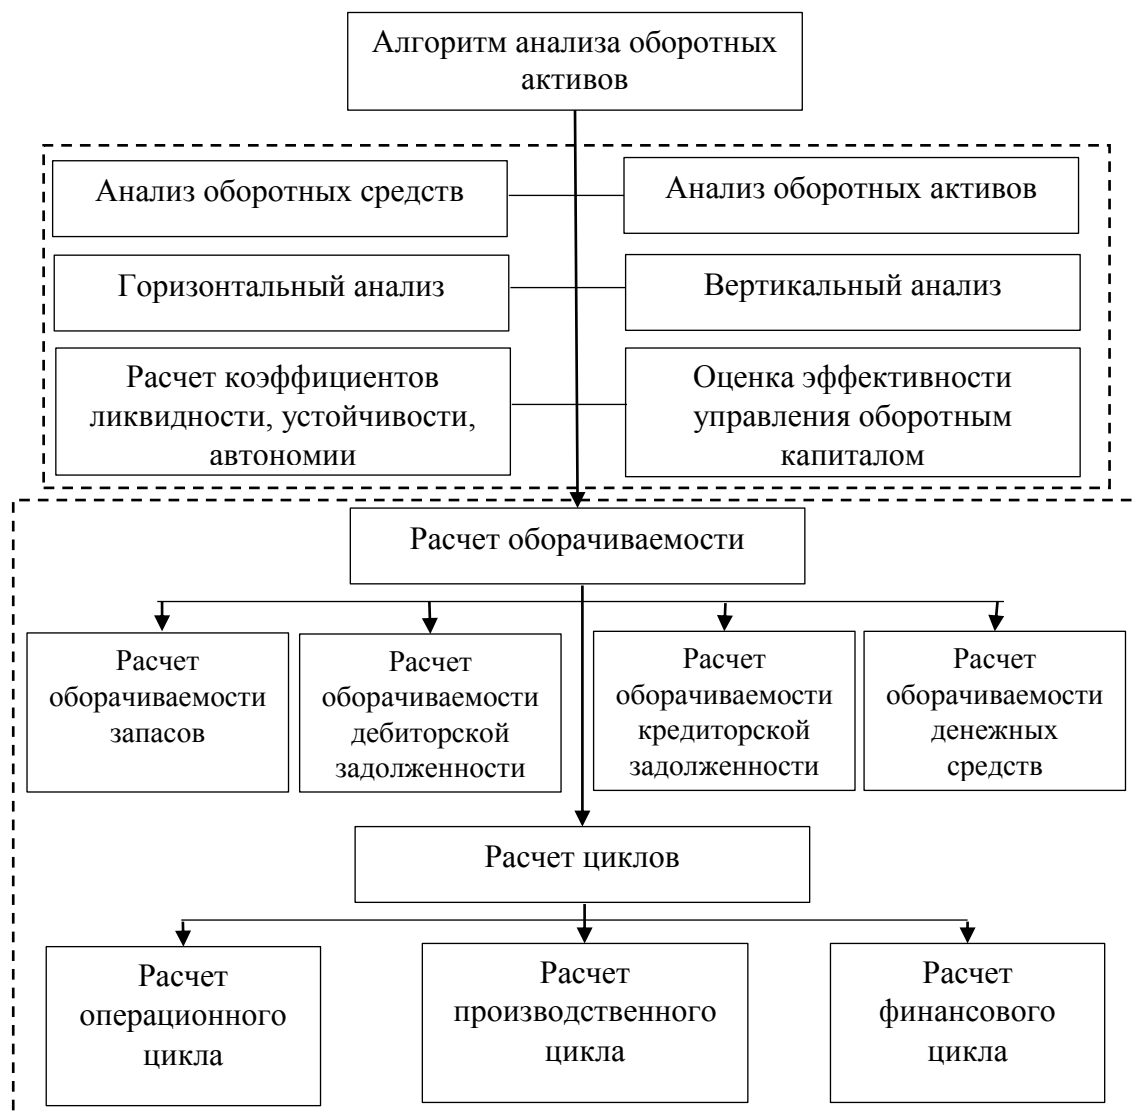 Алгоритм анализа оборотных
активов
Анализ оборотных средств
Анализ оборотных активов
Горизонтальный анализ
Вертикальный анализ
Расчет коэффициентов
ликвидности, устойчивости,
автономии
Оценка эффективности
управления оборотным
капиталом
Расчет оборачиваемости
Расчет
оборачиваемости
запасов
Расчет
оборачиваемости
дебиторской
задолженности
Расчет
оборачиваемости
кредиторской
задолженности
Расчет
оборачиваемости
денежных
средств
Расчет циклов
Расчет
операционного
цикла
Расчет
производственного
цикла
Расчет
финансового
цикла